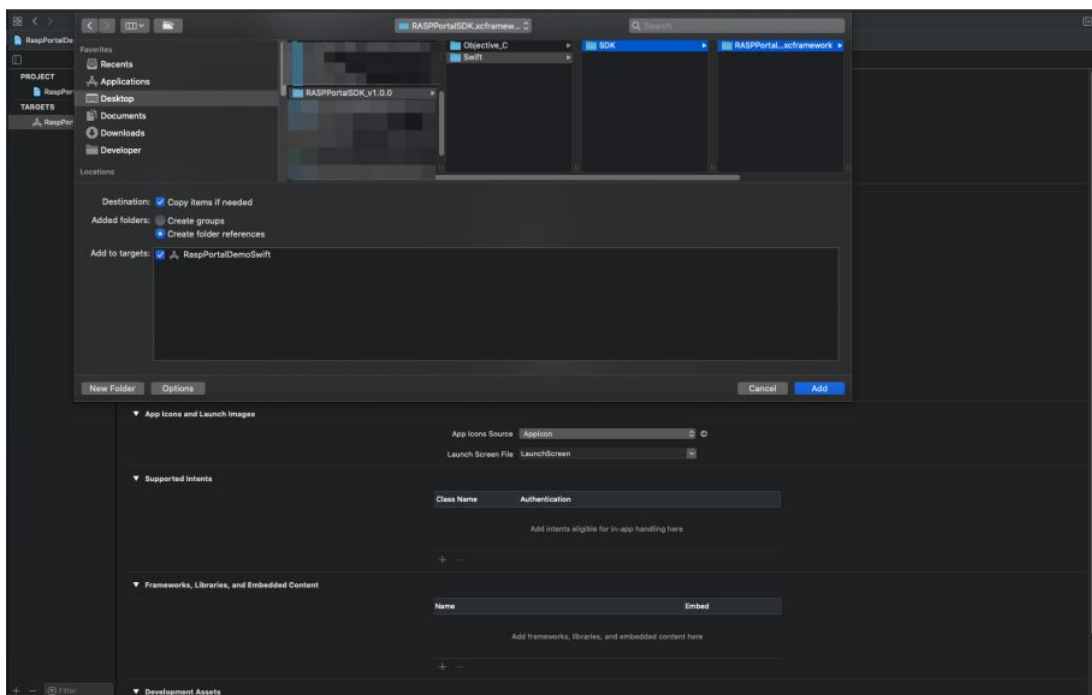 RASPPortalSDK.xcframew...
Search
RaspPortalDe
Favorites
Recents
Applications
Desktop
Documents
Downloads
Developer
Locations
PROJECT
RaspPor
TARGETS
RaspPor
RASPPortalSDK_v1.0.0
Objective_C
Swift
SDK
RASPPortal...xcframework
Destination: Copy items if needed
Added folders: Create groups
Create folder references
Add to targets: RaspPortalDemoSwift
New Folder Options Cancel Add
App Icons and Launch Images
App Icons Source AppIcon
Launch Screen File LaunchScreen
Supported Intents
Class Name Authentication
Add intents eligible for in-app handling here
Frameworks, Libraries, and Embedded Content
Name Embed
Add frameworks, libraries, and embedded content here
Development Assets
Filter